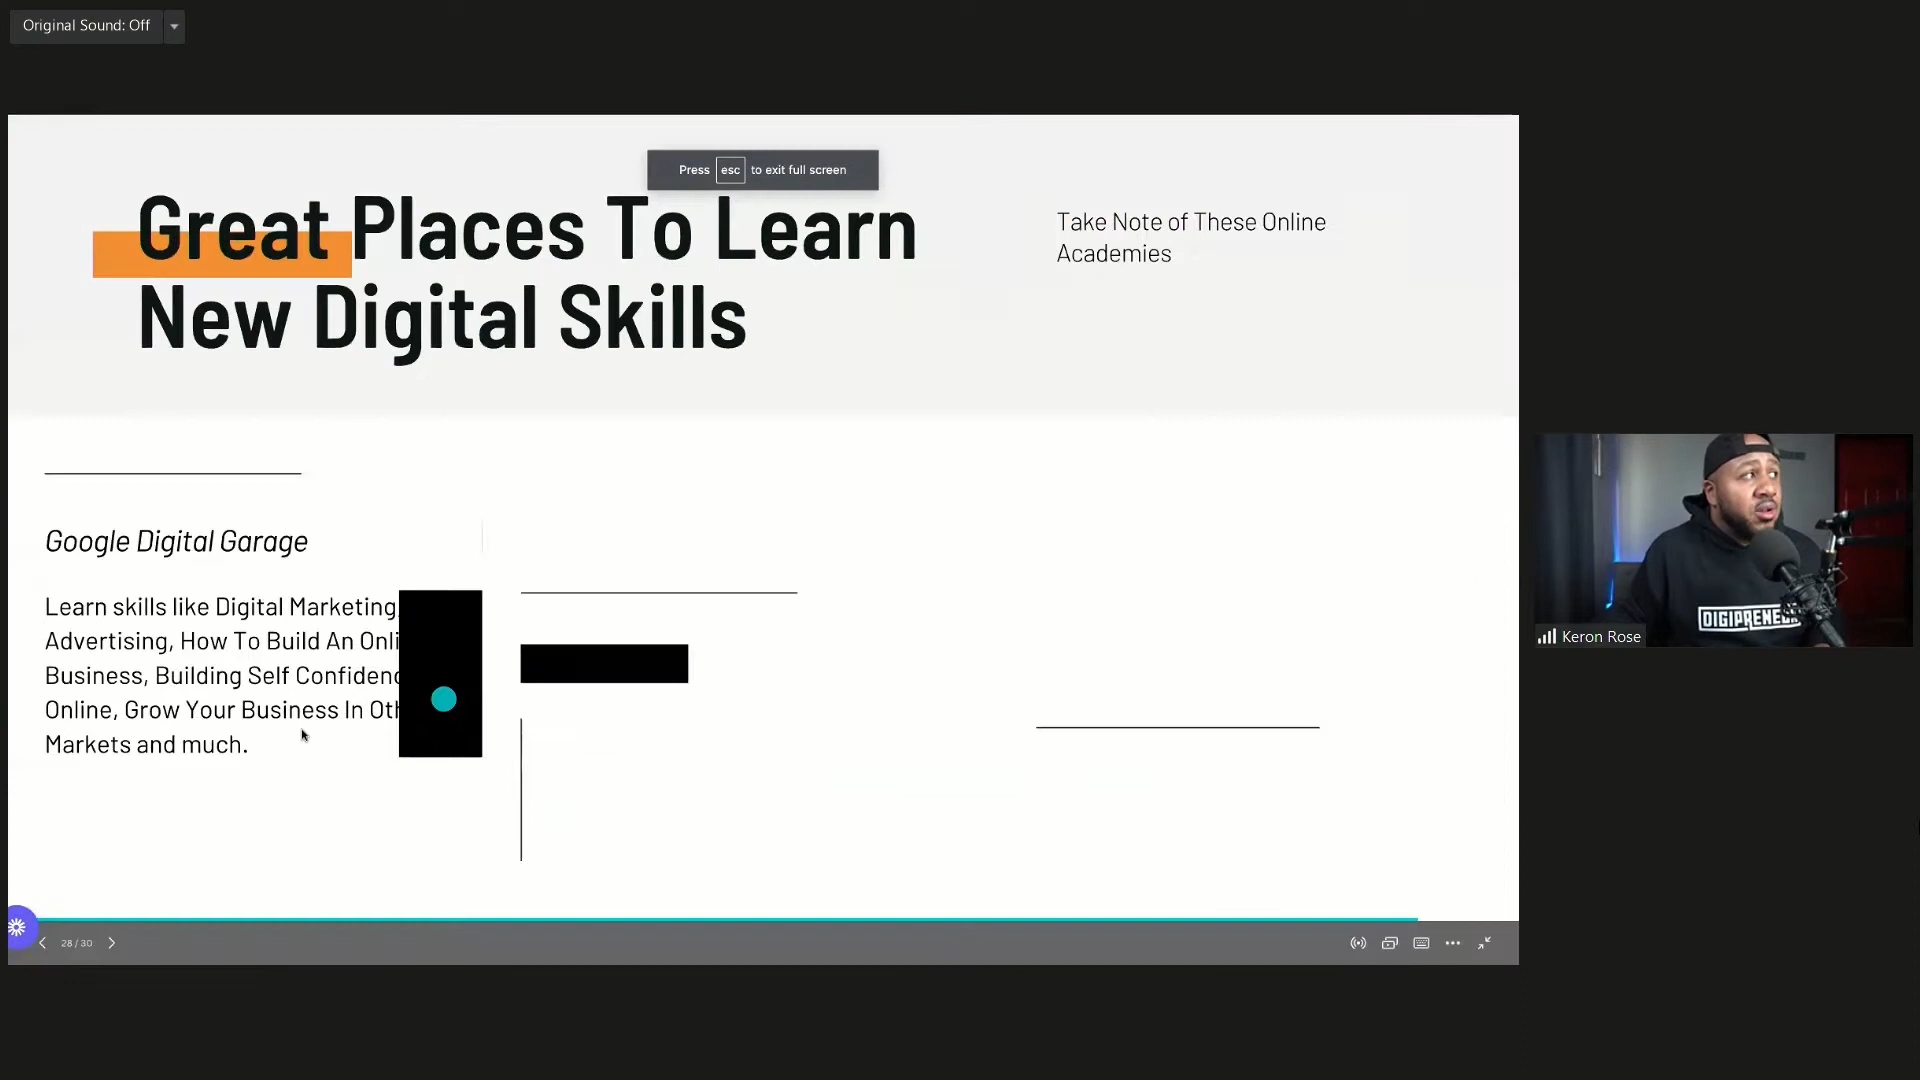 Original Sound: Off
Press esc to exit full screen
Great Places To Learn
New Digital Skills
Take Note of These Online
Academies
Google Digital Garage
Learn skills like Digital Marketing,
Advertising, How To Build An Onli
Business, Building Self Confidenc
Online, Grow Your Business In Oth
Markets and much.
DIGIPRENEUR
Keron Rose
28 / 30